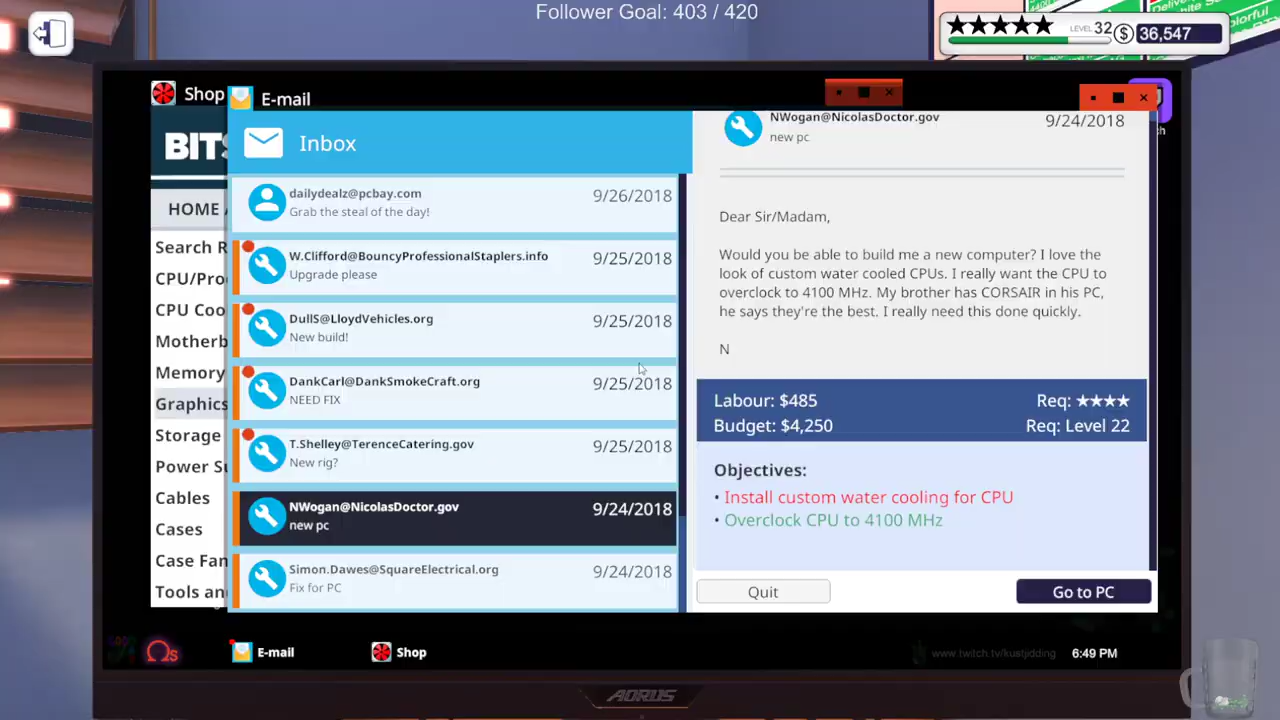 Follower Goal: 403 / 420
LEVEL 32
$ 36,547
Shop
E-mail
BITS
Inbox
HOME
Search R
CPU/Pro
CPU Coo
Motherb
Memory
Graphics
Storage
Power Su
Cables
Cases
Case Fan
Tools an
dailydealz@pcbay.com 9/26/2018
Grab the steal of the day!
W.Clifford@BouncyProfessionalStaplers.info 9/25/2018
Upgrade please
DullS@LloydVehicles.org 9/25/2018
New build!
DankCarl@DankSmokeCraft.org 9/25/2018
NEED FIX
T.Shelley@TerenceCatering.gov 9/25/2018
New rig?
NWogan@NicolasDoctor.gov 9/24/2018
new pc
Simon.Dawes@SquareElectrical.org 9/24/2018
Fix for PC
NWogan@NicolasDoctor.gov 9/24/2018
new pc
Dear Sir/Madam,
Would you be able to build me a new computer? I love the
look of custom water cooled CPUs. I really want the CPU to
overclock to 4100 MHz. My brother has CORSAIR in his PC,
he says they're the best. I really need this done quickly.
N
Labour: $485 Req: ★★★★
Budget: $4,250 Req: Level 22
Objectives:
• Install custom water cooling for CPU
• Overclock CPU to 4100 MHz
Quit Go to PC
Ωs E-mail Shop www.twitch.tv/kustjidding 6:49 PM
AORUS